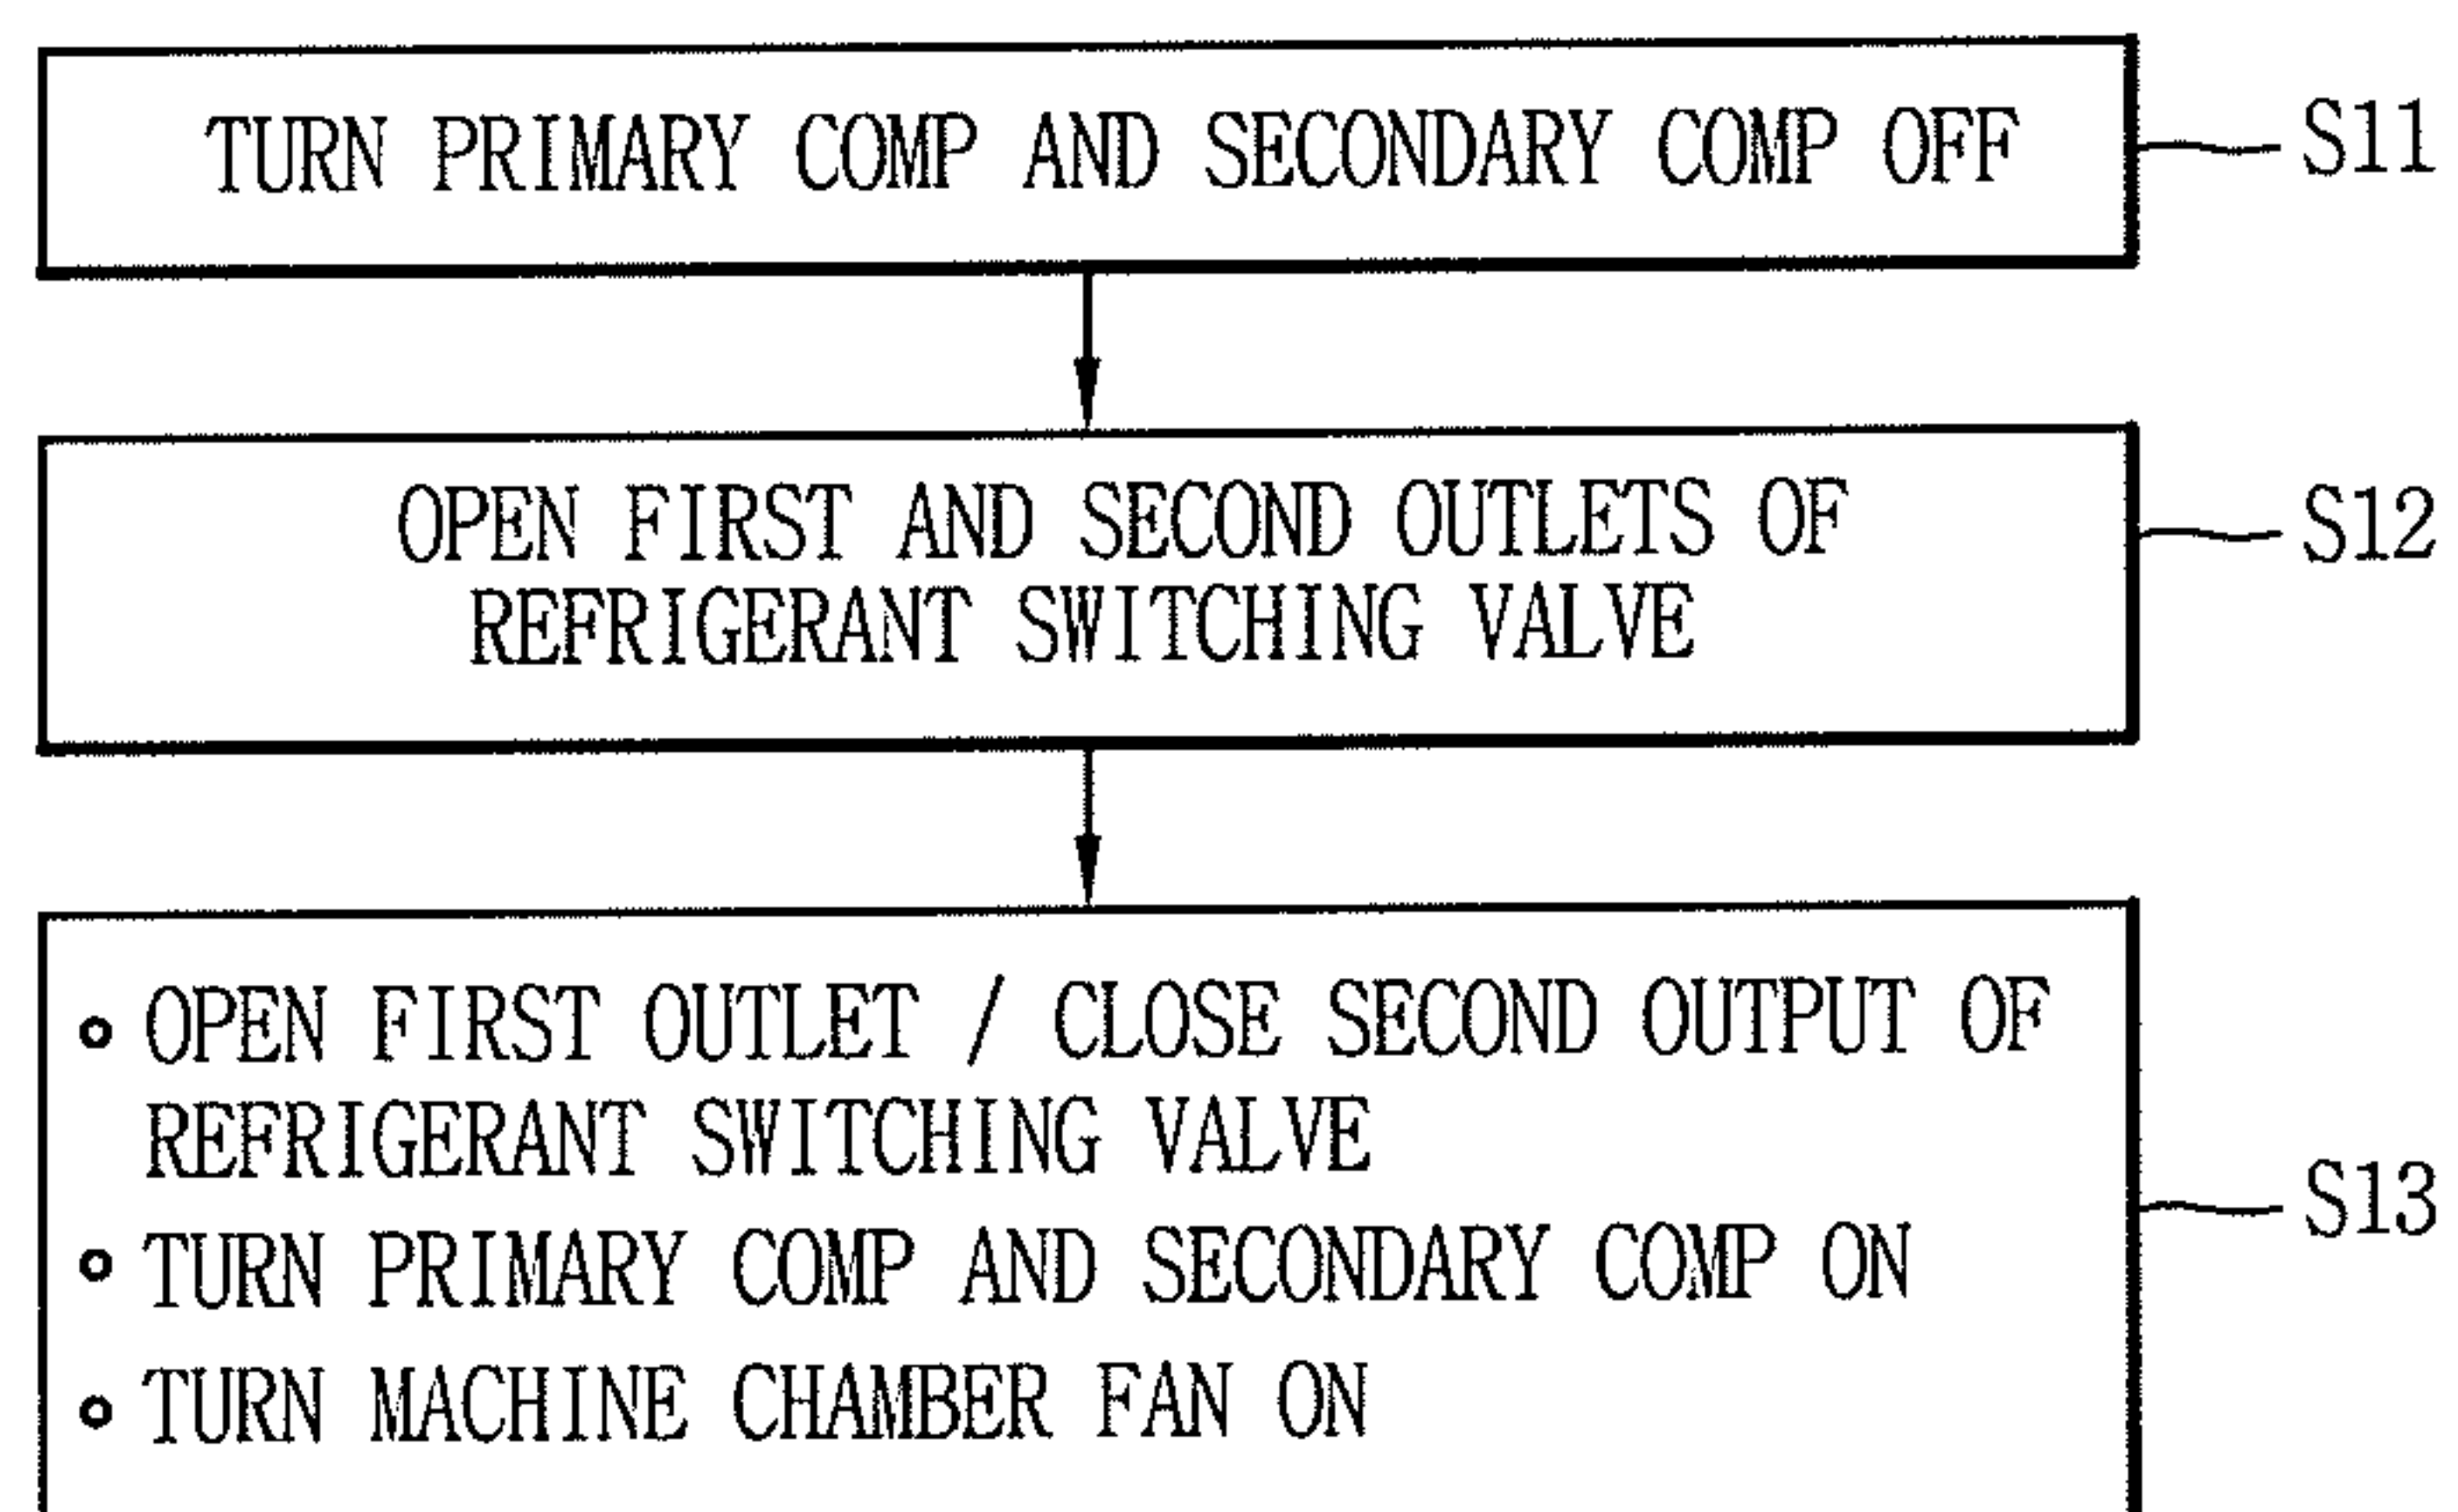 TURN PRIMARY COMP AND SECONDARY COMP OFF
S11
OPEN FIRST AND SECOND OUTLETS OF
REFRIGERANT SWITCHING VALVE
S12
OPEN FIRST OUTLET / CLOSE SECOND OUTPUT OF
REFRIGERANT SWITCHING VALVE
TURN PRIMARY COMP AND SECONDARY COMP ON
TURN MACHINE CHAMBER FAN ON
S13